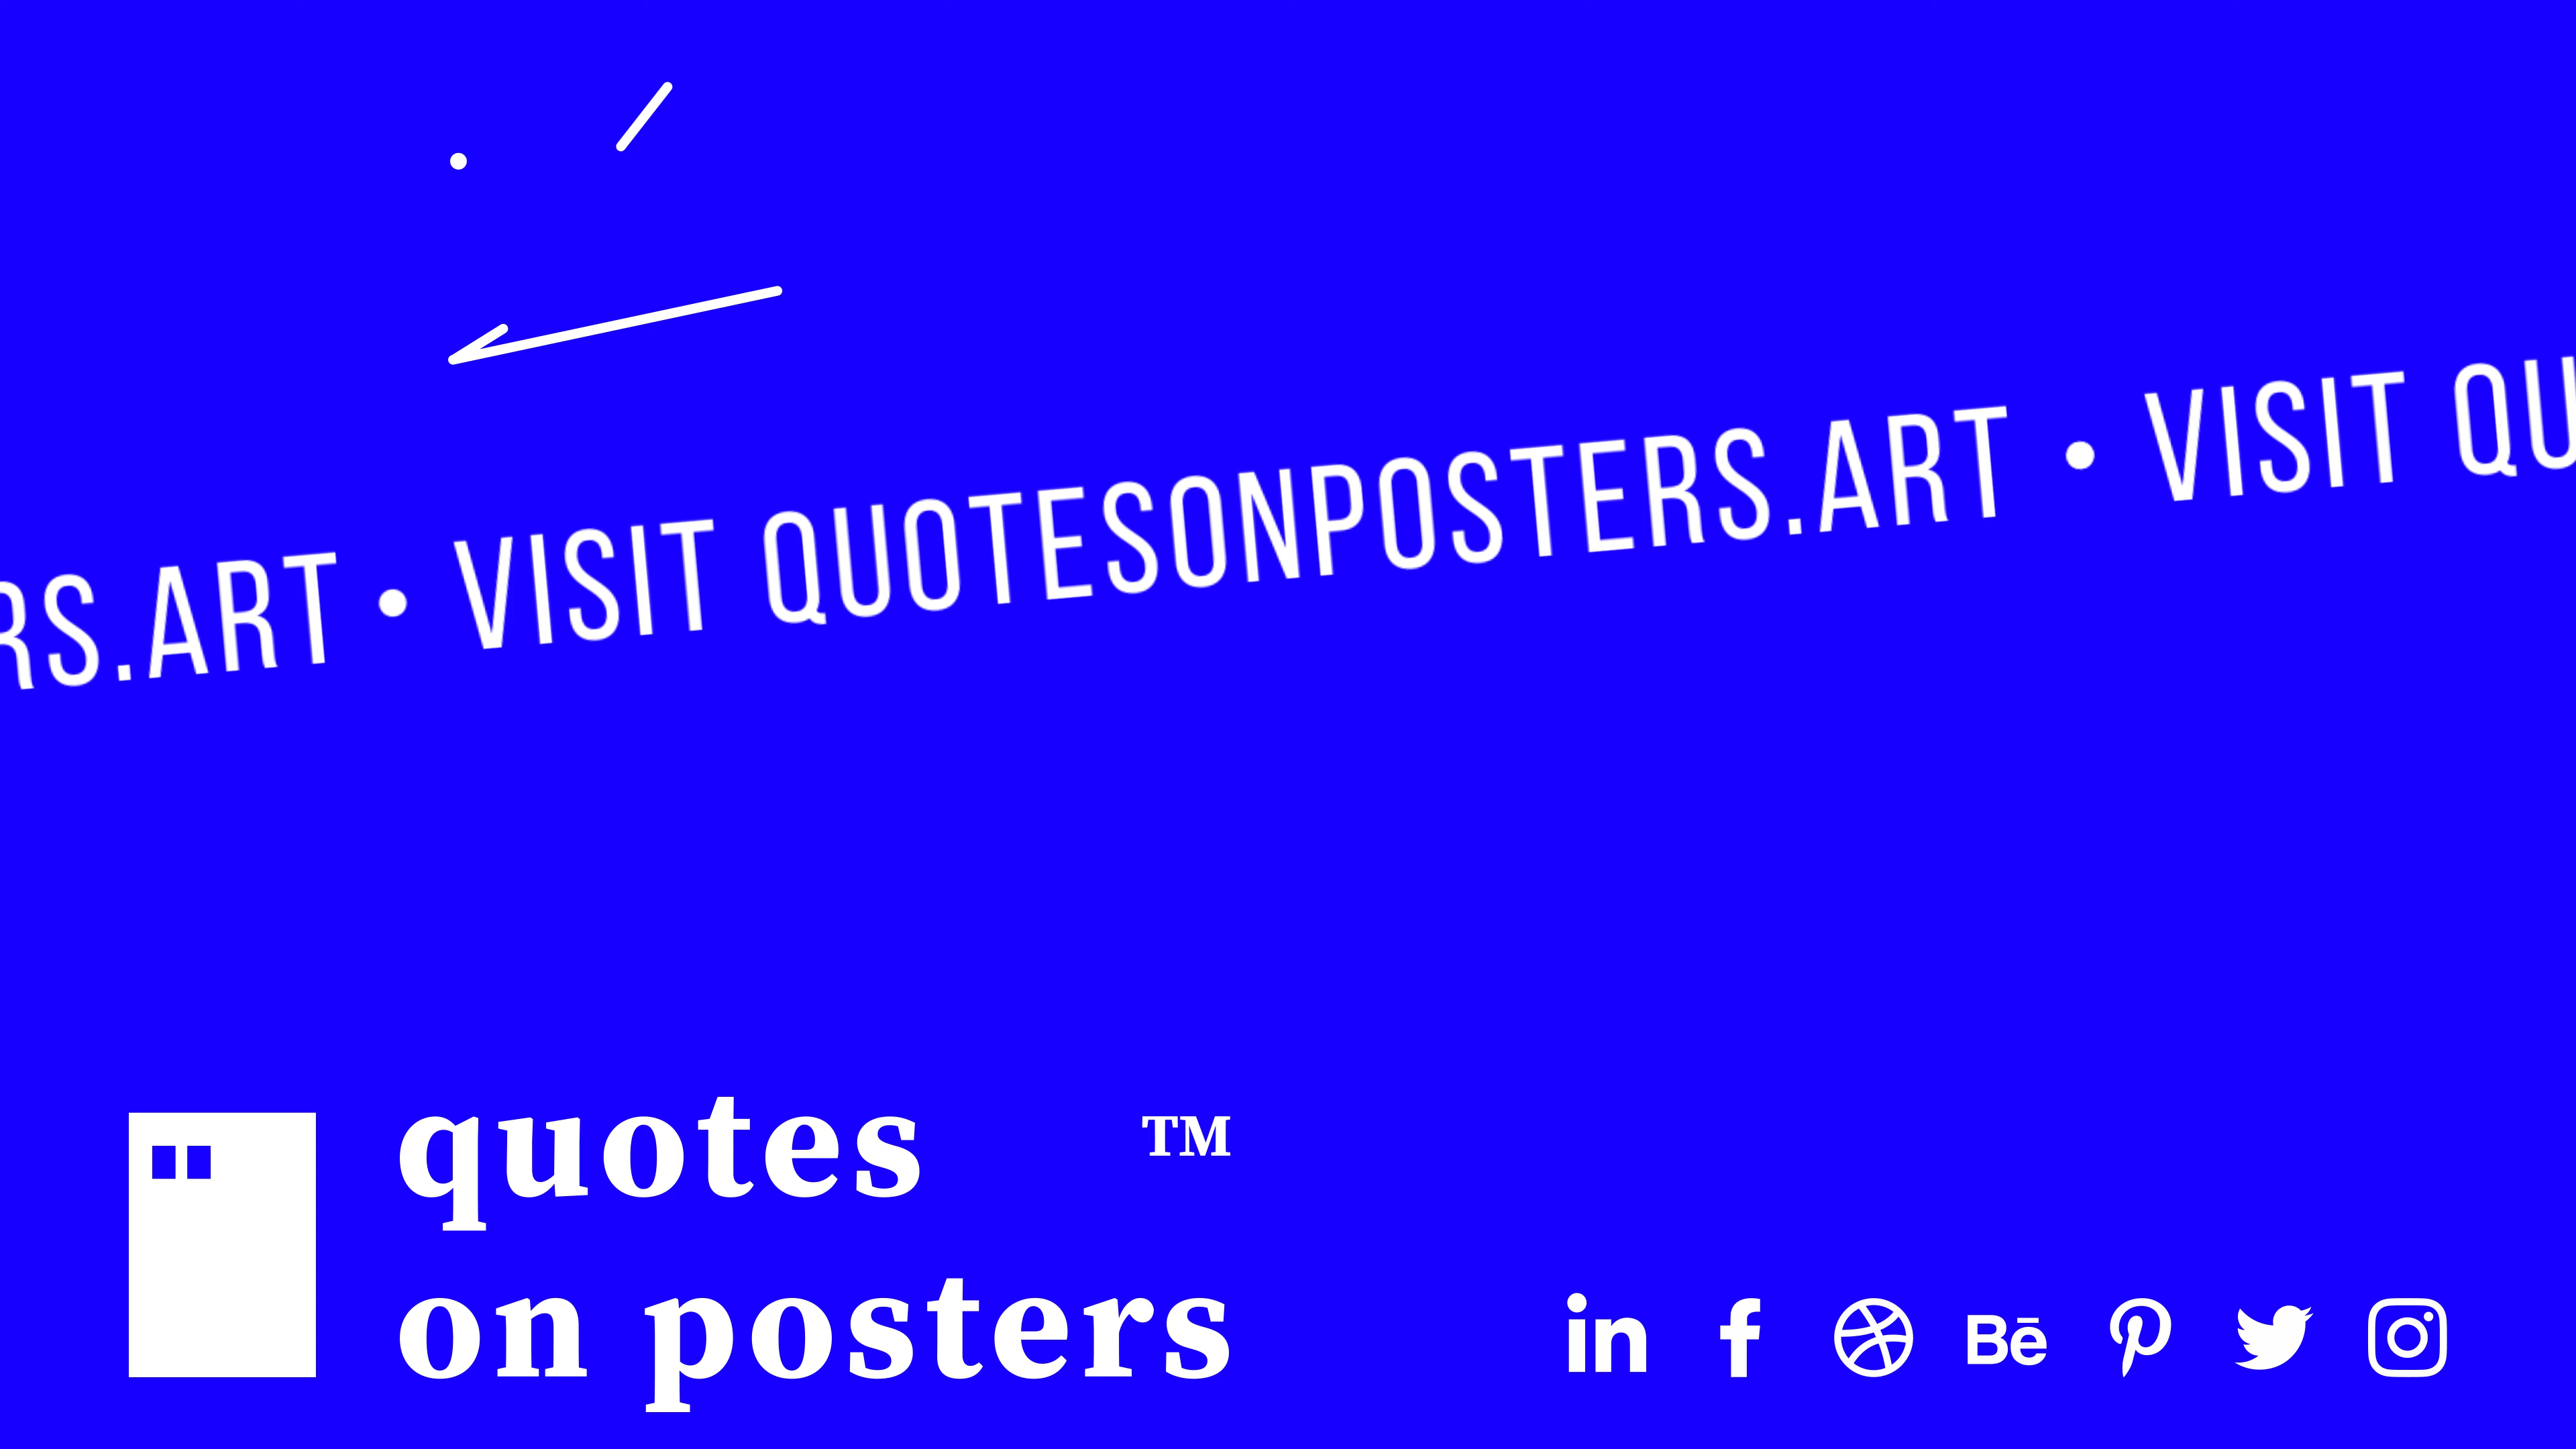 RS.ART • VISIT QUOTESONPOSTERS.ART • VISIT QU
quotes ™
on posters
in f Bē